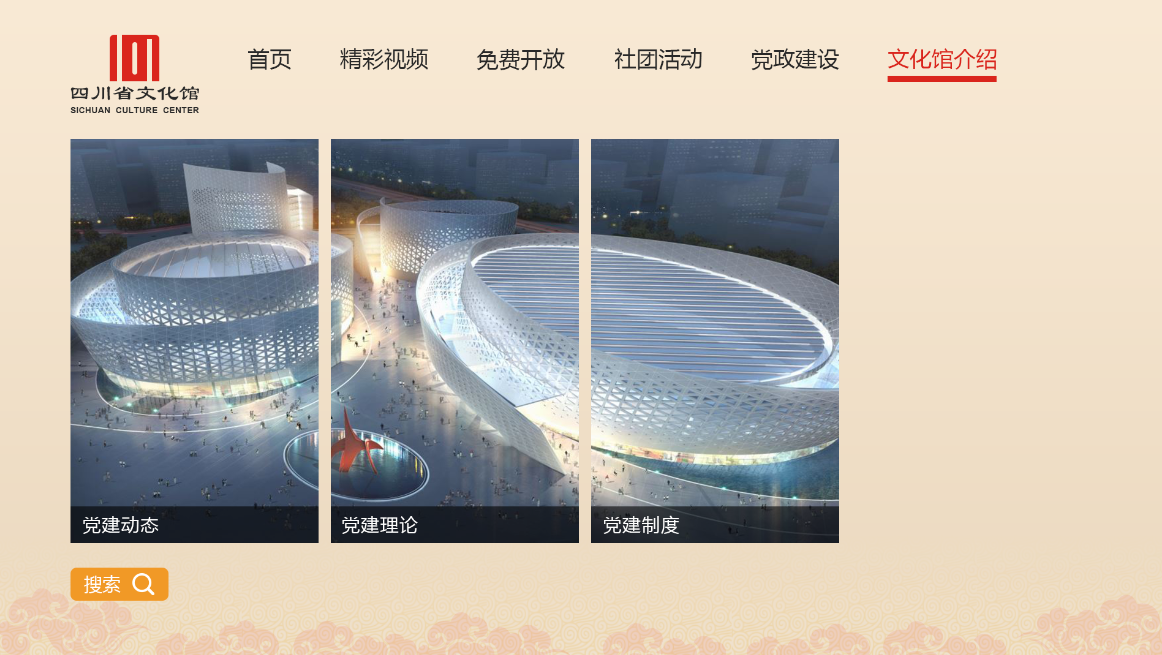 四川省文化馆
SICHUAN CULTURE CENTER
首页
精彩视频
免费开放
社团活动
党政建设
文化馆介绍
党建动态
党建理论
党建制度
搜索